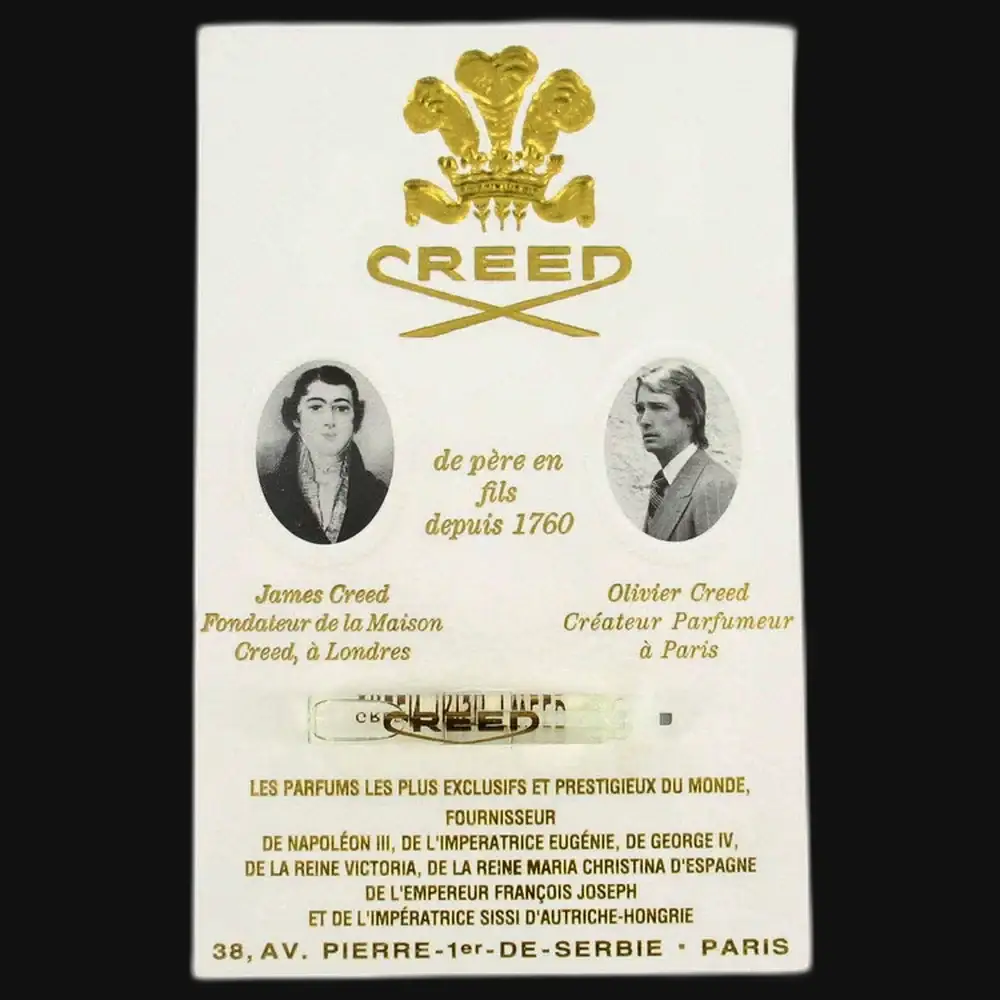 CREED
de père en
fils
depuis 1760
James Creed
Fondateur de la Maison
Creed, à Londres
Olivier Creed
Créateur Parfumeur
à Paris
CREED
LES PARFUMS LES PLUS EXCLUSIFS ET PRESTIGIEUX DU MONDE,
FOURNISSEUR
DE NAPOLÉON III, DE L'IMPERATRICE EUGÉNIE, DE GEORGE IV,
DE LA REINE VICTORIA, DE LA REINE MARIA CHRISTINA D'ESPAGNE
DE L'EMPEREUR FRANÇOIS JOSEPH
ET DE L'IMPÉRATRICE SISSI D'AUTRICHE-HONGRIE
38, AV. PIERRE-1er-DE-SERBIE · PARIS